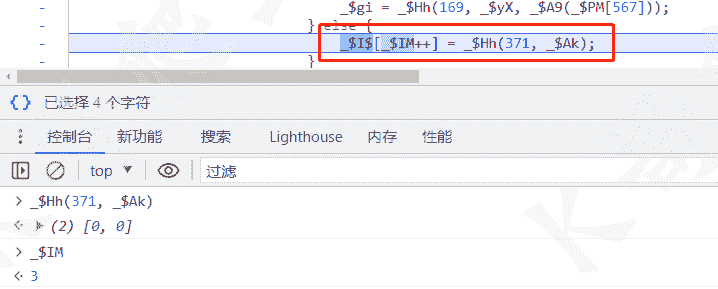 _$gi = _$Hh(169, _$yX, _$A9(_$PM[567]));
} else {
_$I$[_$IM++] = _$Hh(371, _$Ak);
}
{} 已选择 4 个字符
控制台 新功能 搜索 Lighthouse 内存 性能
top ▼ 过滤
> _$Hh(371, _$Ak)
(2) [0, 0]
> _$IM
3